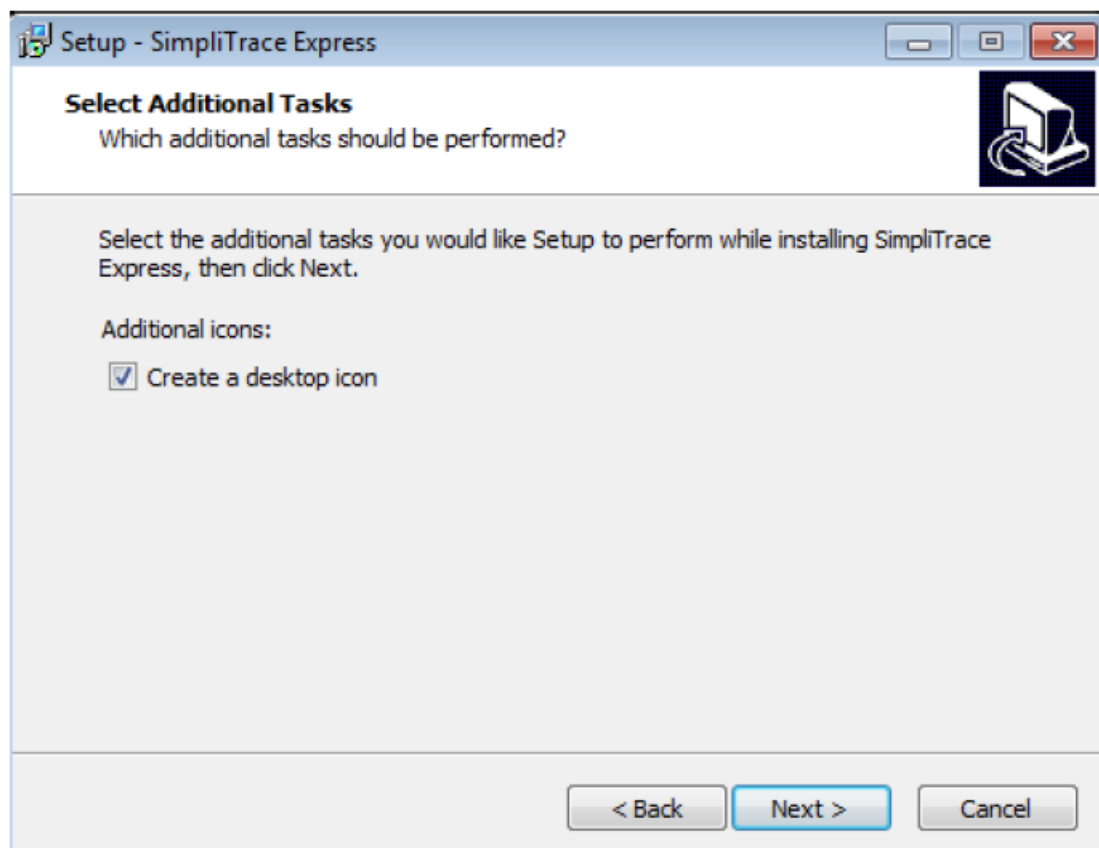 Setup - SimpliTrace Express
Select Additional Tasks
Which additional tasks should be performed?
Select the additional tasks you would like Setup to perform while installing SimpliTrace
Express, then click Next.
Additional icons:
Create a desktop icon
< Back
Next >
Cancel